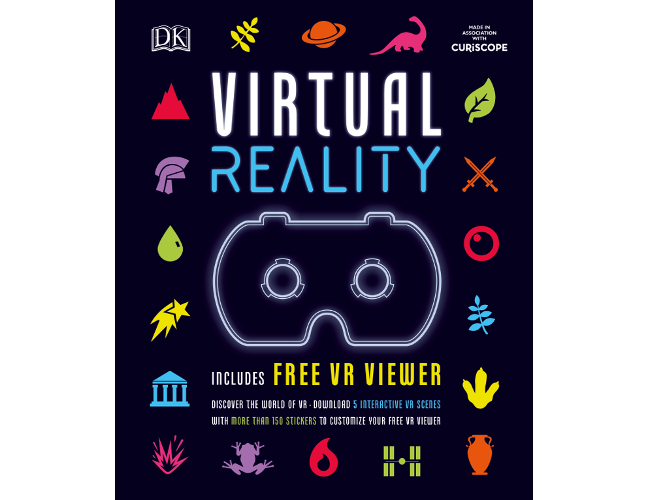 DK
MADE IN
ASSOCIATION
WITH
CURiSCOPE
VIRTUAL
REALITY
INCLUDES FREE VR VIEWER
DISCOVER THE WORLD OF VR · DOWNLOAD 5 INTERACTIVE VR SCENES
WITH MORE THAN 150 STICKERS TO CUSTOMIZE YOUR FREE VR VIEWER